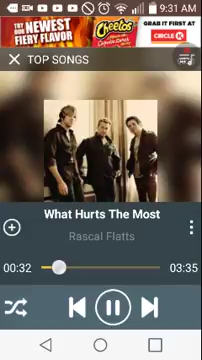 9:31 AM
TRY OUR NEWEST
FIERY FLAVOR
Cheetos
GRAB IT FIRST AT
CIRCLE K
TOP SONGS
What Hurts The Most
Rascal Flatts
00:32
03:35